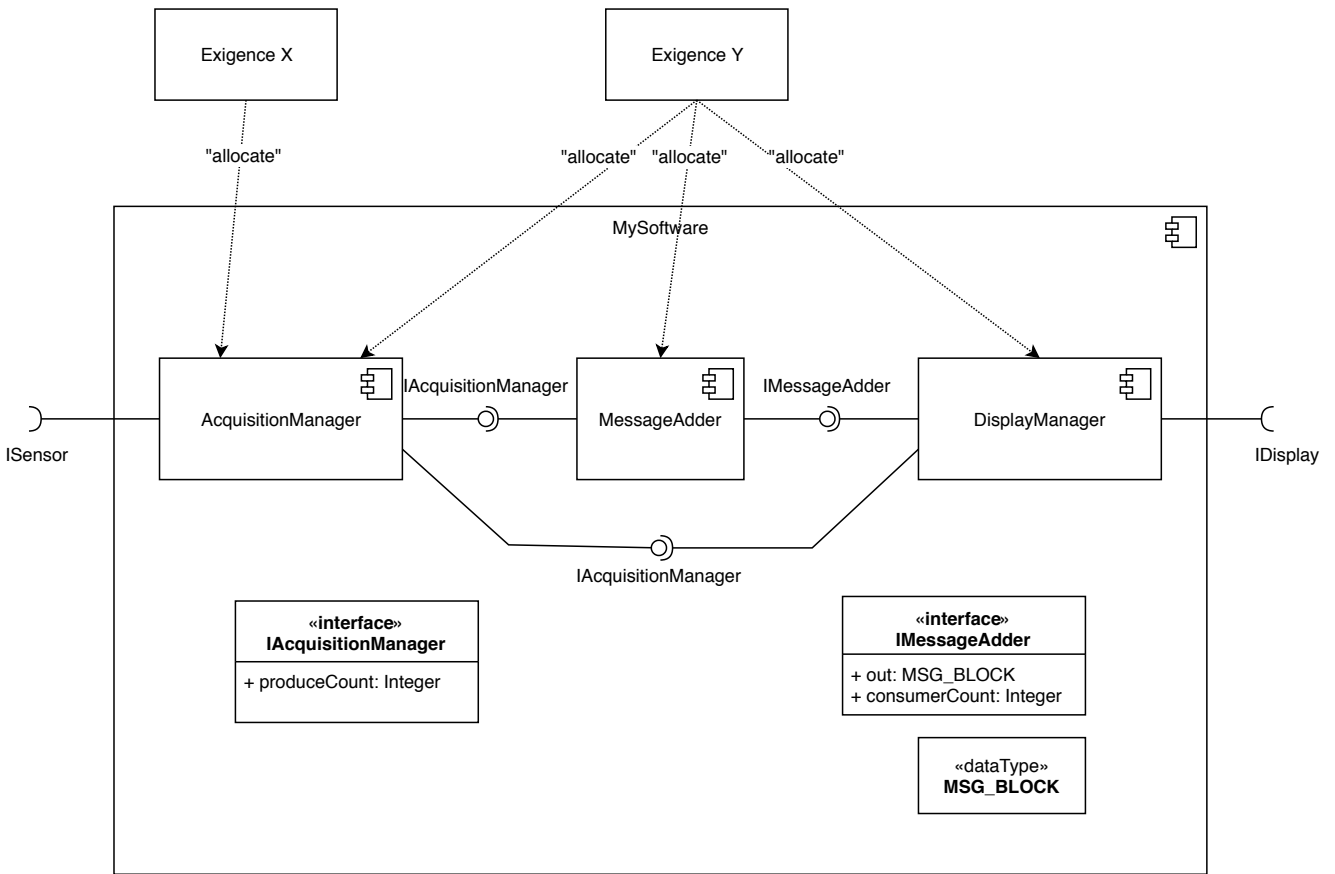 Exigence X
Exigence Y
"allocate"
"allocate"
"allocate"
"allocate"
MySoftware
IAcquisitionManager
IMessageAdder
AcquisitionManager
MessageAdder
DisplayManager
ISensor
IDisplay
IAcquisitionManager
«interface»
IAcquisitionManager
+ produceCount: Integer
«interface»
IMessageAdder
+ out: MSG_BLOCK
+ consumerCount: Integer
«dataType»
MSG_BLOCK